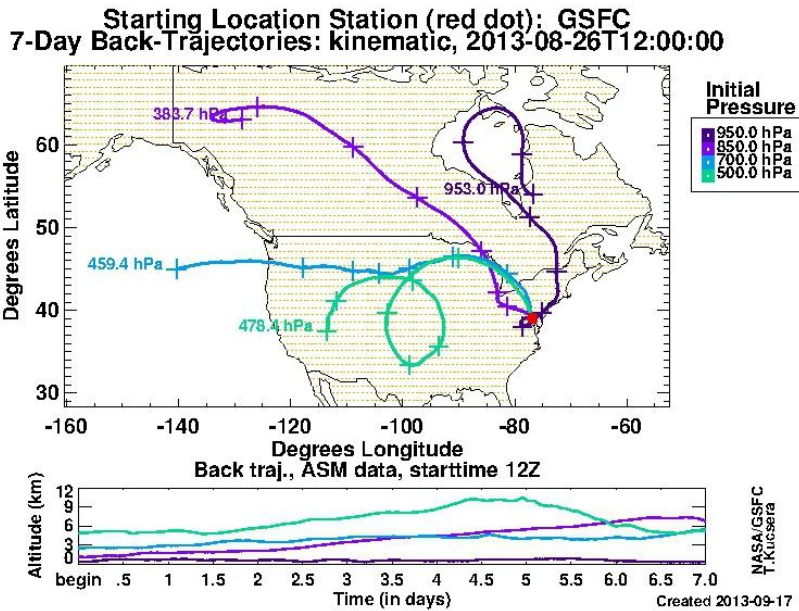 Starting Location Station (red dot):  GSFC
7-Day Back-Trajectories: kinematic, 2013-08-26T12:00:00
Initial
Pressure
950.0 hPa
850.0 hPa
700.0 hPa
500.0 hPa
383.7 hPa
953.0 hPa
459.4 hPa
478.4 hPa
Degrees Latitude
60
50
40
30
-160 -140 -120 -100 -80 -60
Degrees Longitude
Back traj., ASM data, starttime 12Z
Altitude (km)
12
9
6
3
0
begin .5 1 1.5 2 2.5 3 3.5 4 4.5 5 5.5 6.0 6.5 7.0
Time (in days)
NASA/GSFC
T.Kucsera
Created 2013-09-17